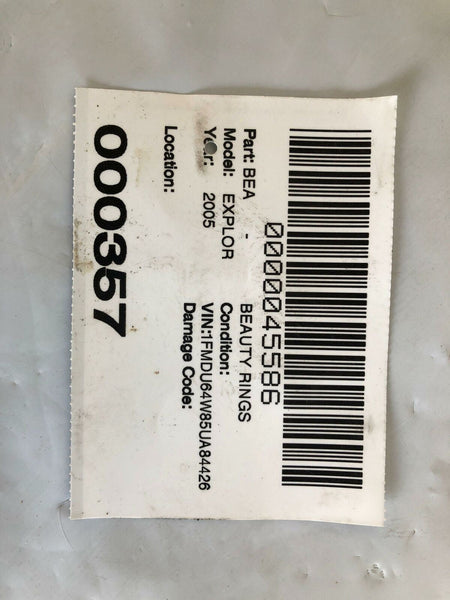 0000045586
Part: BEA - BEAUTY RINGS
Model: EXPLOR Condition:
Year: 2005 VIN:1FMDU64W85UA84426
Damage Code:
Location:
000357